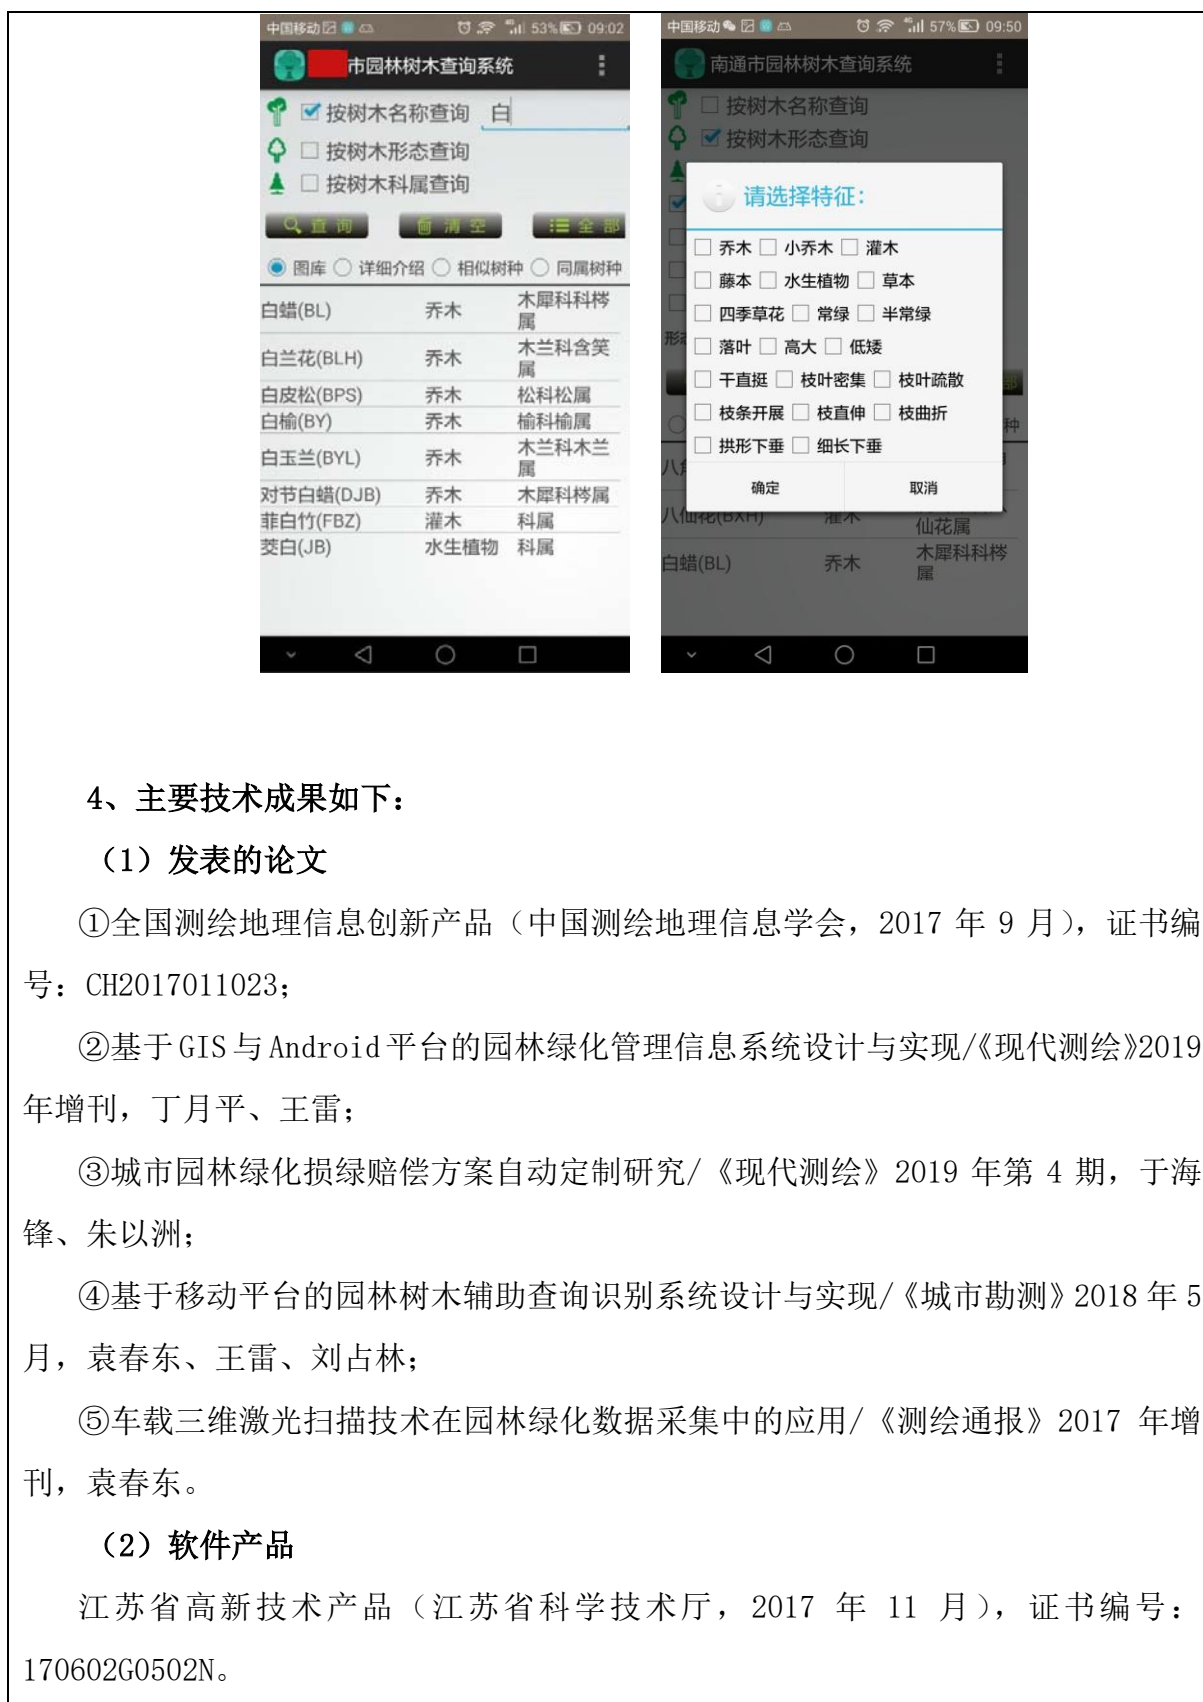 中国移动 53% 09:02
市园林树木查询系统
按树木名称查询 白
按树木形态查询
按树木科属查询
查询 清空 全部
图库 详细介绍 相似树种 同属树种
白蜡(BL) 乔木 木犀科科梣
属
白兰花(BLH) 乔木 木兰科含笑
属
白皮松(BPS) 乔木 松科松属
白榆(BY) 乔木 榆科榆属
白玉兰(BYL) 乔木 木兰科木兰
属
对节白蜡(DJB) 乔木 木犀科梣属
菲白竹(FBZ) 灌木 科属
茭白(JB) 水生植物 科属
中国移动 57% 09:50
南通市园林树木查询系统
按树木名称查询
按树木形态查询
请选择特征：
乔木 小乔木 灌木
藤本 水生植物 草本
四季草花 常绿 半常绿
落叶 高大 低矮
干直挺 枝叶密集 枝叶疏散
枝条开展 枝直伸 枝曲折
拱形下垂 细长下垂
确定 取消
种
八仙花(BXH) 灌木
仙花属
白蜡(BL) 乔木 木犀科科梣
属
4、主要技术成果如下：
（1）发表的论文
①全国测绘地理信息创新产品（中国测绘地理信息学会，2017 年 9 月），证书编
号：CH2017011023；
②基于 GIS 与 Android 平台的园林绿化管理信息系统设计与实现/《现代测绘》2019
年增刊，丁月平、王雷；
③城市园林绿化损绿赔偿方案自动定制研究/《现代测绘》2019 年第 4 期，于海
锋、朱以洲；
④基于移动平台的园林树木辅助查询识别系统设计与实现/《城市勘测》2018 年 5
月，袁春东、王雷、刘占林；
⑤车载三维激光扫描技术在园林绿化数据采集中的应用/《测绘通报》2017 年增
刊，袁春东。
（2）软件产品
江苏省高新技术产品（江苏省科学技术厅，2017 年 11 月），证书编号：
170602G0502N。